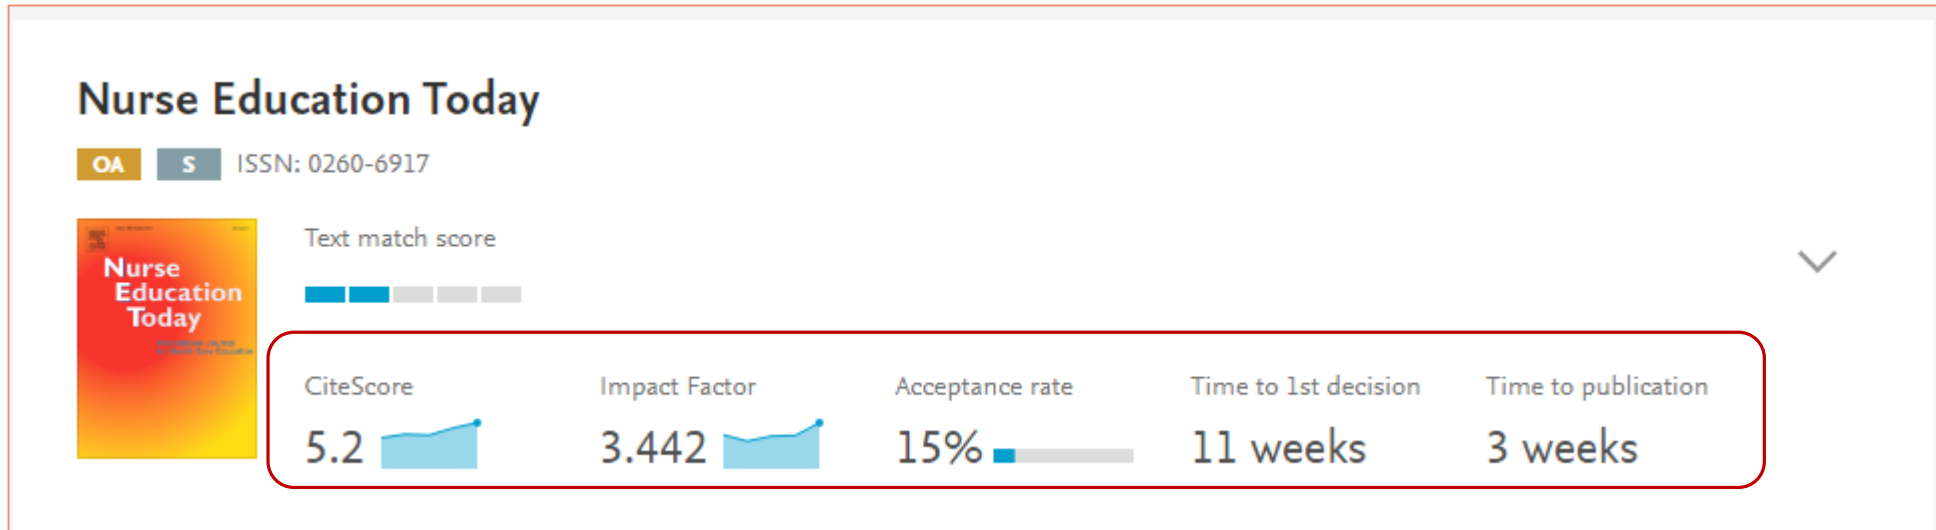 Nurse Education Today
OA S ISSN: 0260-6917
Nurse
Education
Today
Text match score
CiteScore Impact Factor Acceptance rate Time to 1st decision Time to publication
5.2 3.442 15% 11 weeks 3 weeks